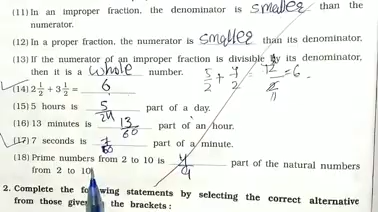 (11) In an improper fraction, the denominator is smaller than the
numerator.
(12) In a proper fraction, the numerator is smaller than its denominator.
(13) If the numerator of an improper fraction is divisible by its denominator,
then it is a whole number.
5/2 + 7/2 = 12/2 = 6
(14) 2 1/2 + 3 1/2 = 6
(15) 5 hours is 5/24 part of a day.
(16) 13 minutes is 13/60 part of an hour.
(17) 7 seconds is 7/60 part of a minute.
(18) Prime numbers from 2 to 10 is part of the natural numbers
from 2 to 10
2. Complete the following statements by selecting the correct alternative
from those given the brackets :